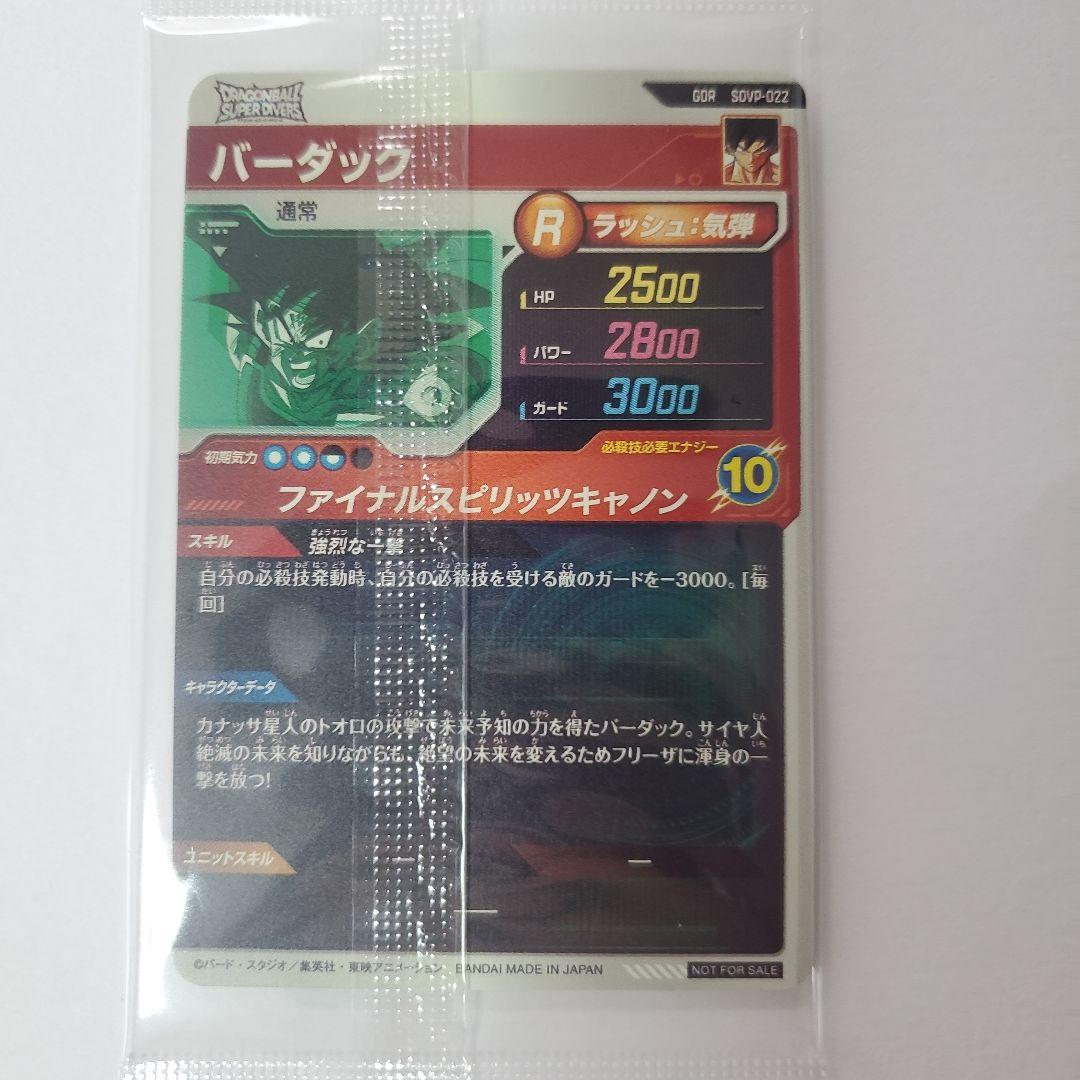 DRAGONBALL
SUPER DIVERS
GDR SDVP-022
バーダック
通常
R ラッシュ:気弾
HP 2500
パワー 2800
ガード 3000
初期気力
必殺技必要エナジー
10
ファイナルスピリッツキャノン
スキル 強烈な一撃
自分の必殺技発動時、自分の必殺技を受ける敵のガードを－3000。[毎
回]
キャラクターデータ
カナッサ星人のトオロの攻撃で未来予知の力を得たバーダック。サイヤ人
絶滅の未来を知りながらも、絶望の未来を変えるためフリーザに渾身の一
撃を放つ!
ユニットスキル
©バード・スタジオ／集英社・東映アニメーション BANDAI MADE IN JAPAN
NOT FOR SALE